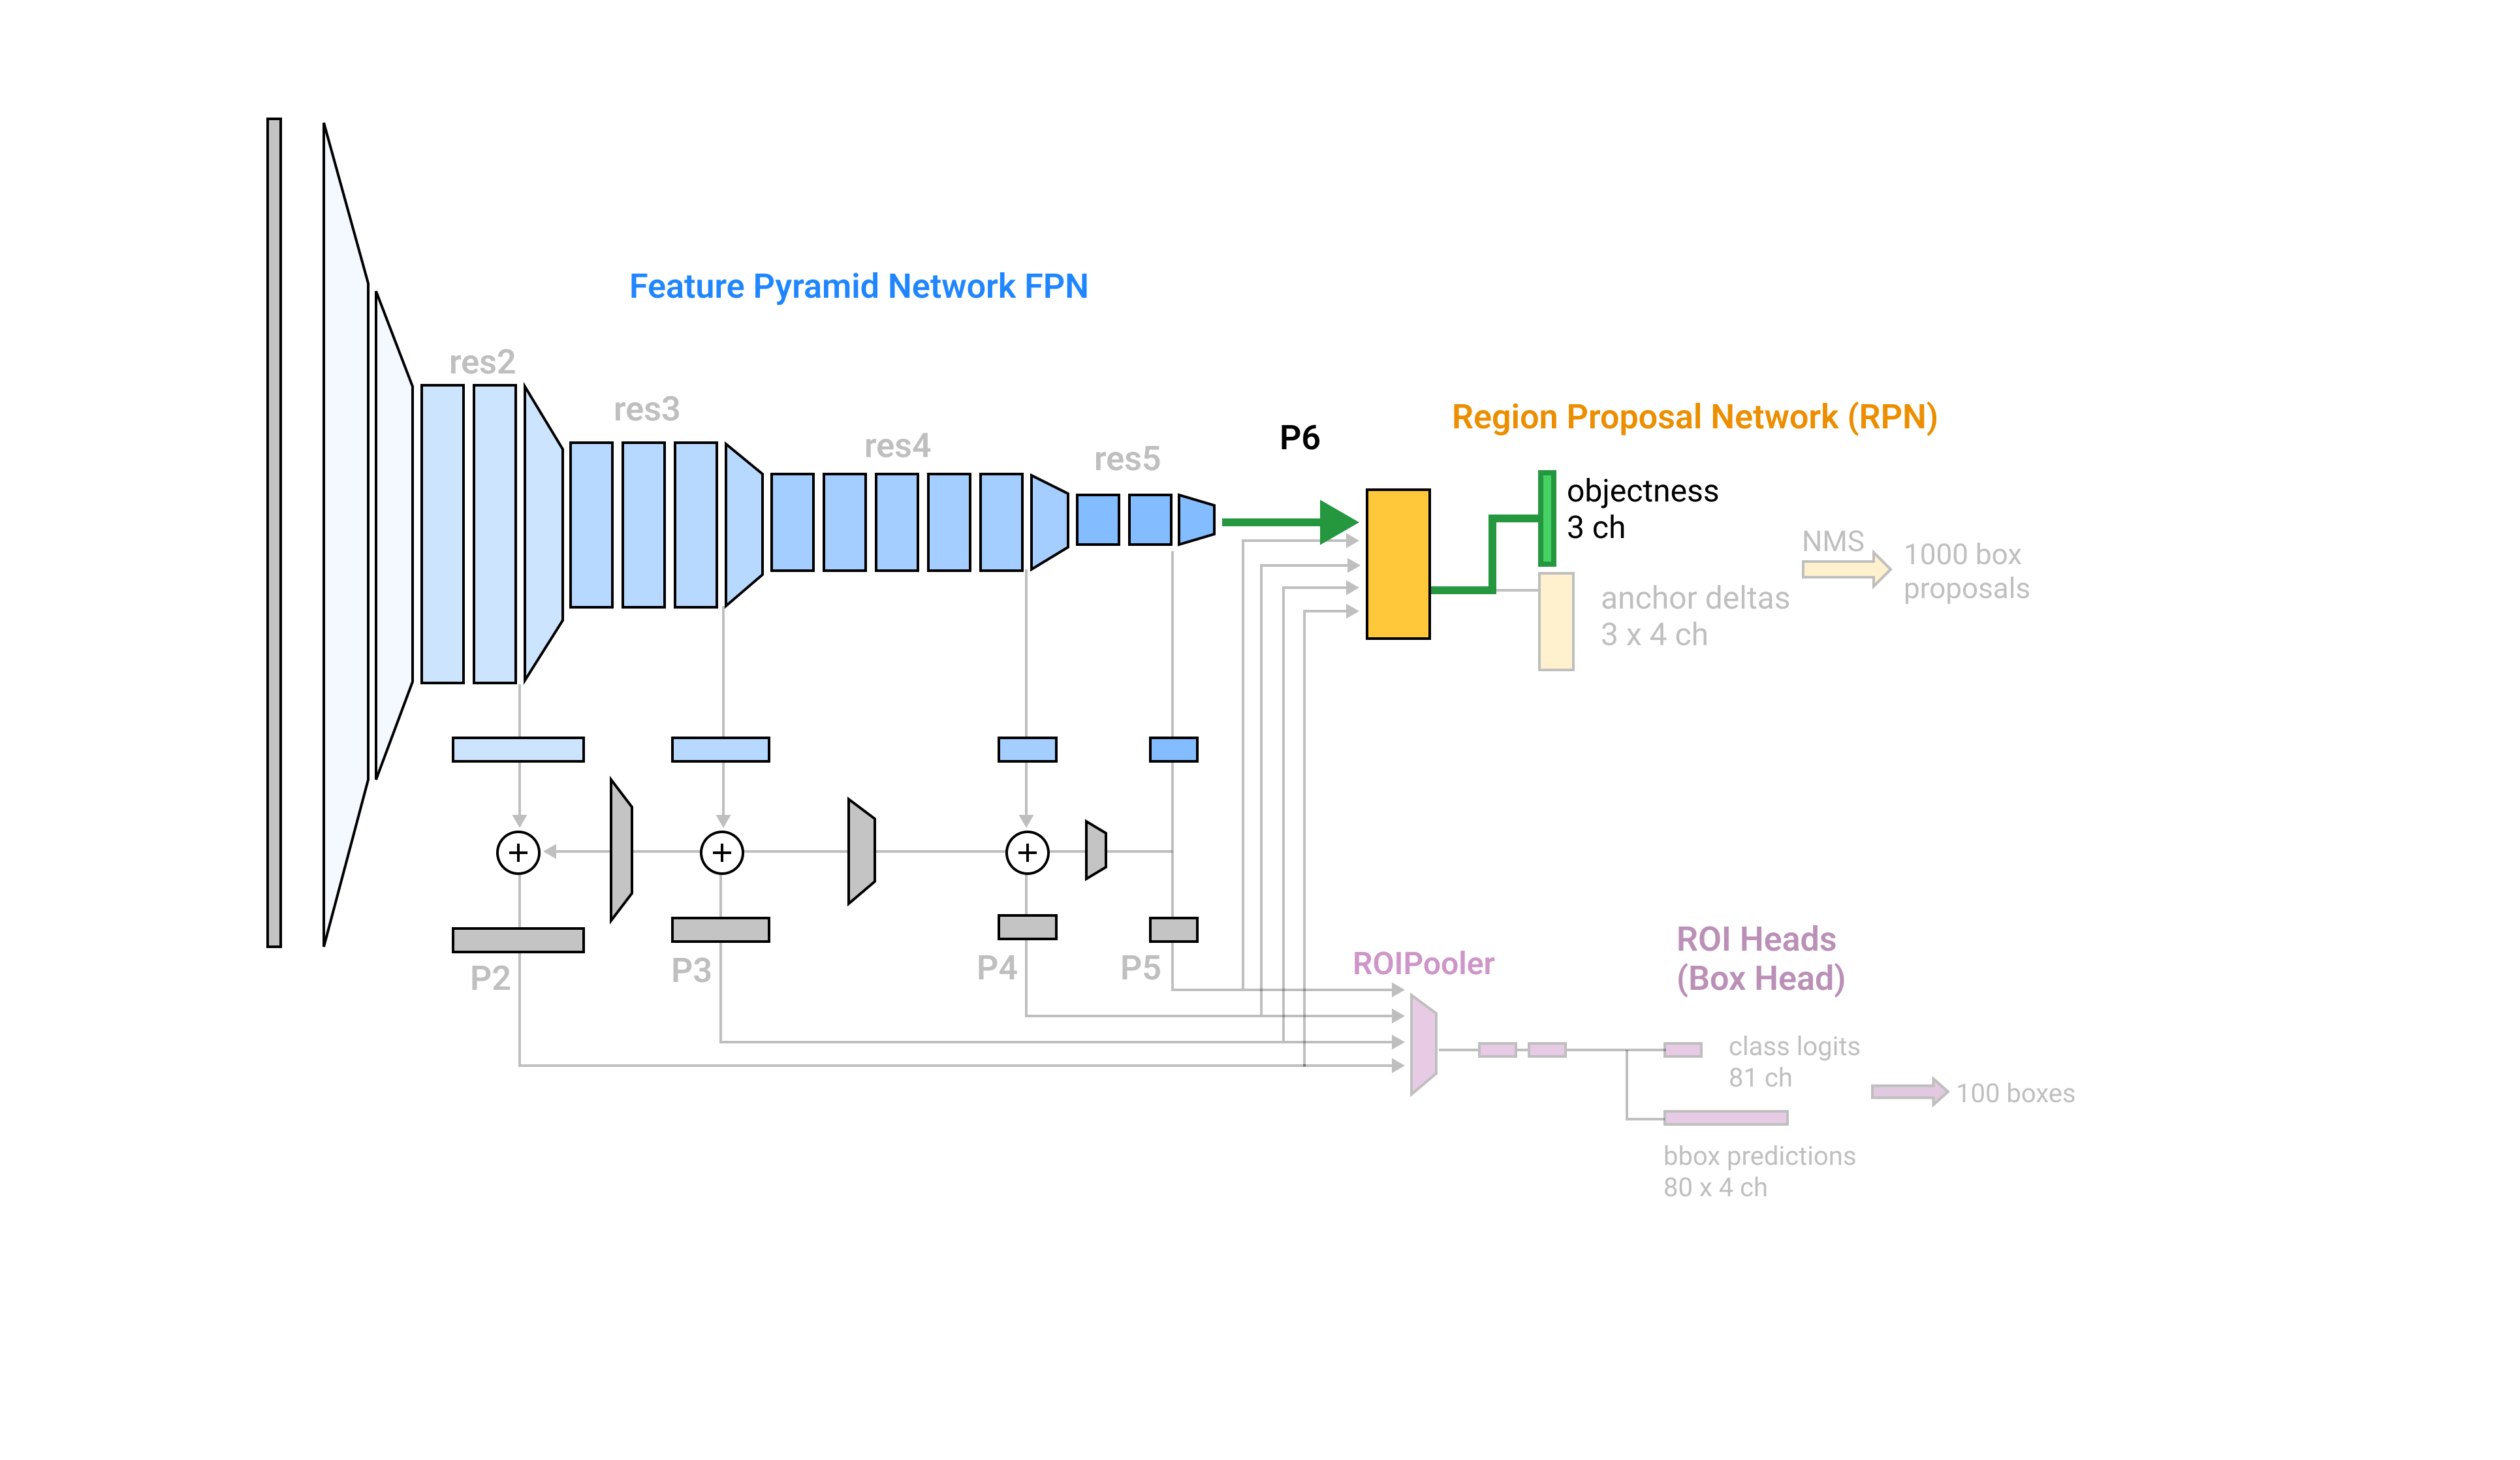 Feature Pyramid Network FPN
res2
res3
res4
res5
P6
Region Proposal Network (RPN)
objectness
3 ch
anchor deltas
3 x 4 ch
NMS
1000 box
proposals
P2
P3
P4
P5
ROIPooler
ROI Heads
(Box Head)
class logits
81 ch
100 boxes
bbox predictions
80 x 4 ch